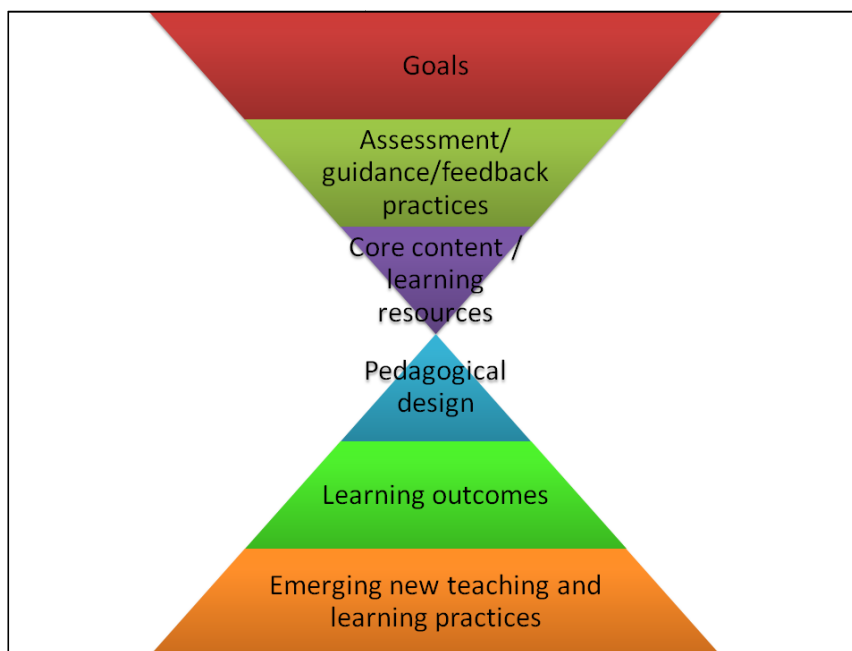 Goals
Assessment/
guidance/feedback
practices
Core content /
learning
resources
Pedagogical
design
Learning outcomes
Emerging new teaching and
learning practices